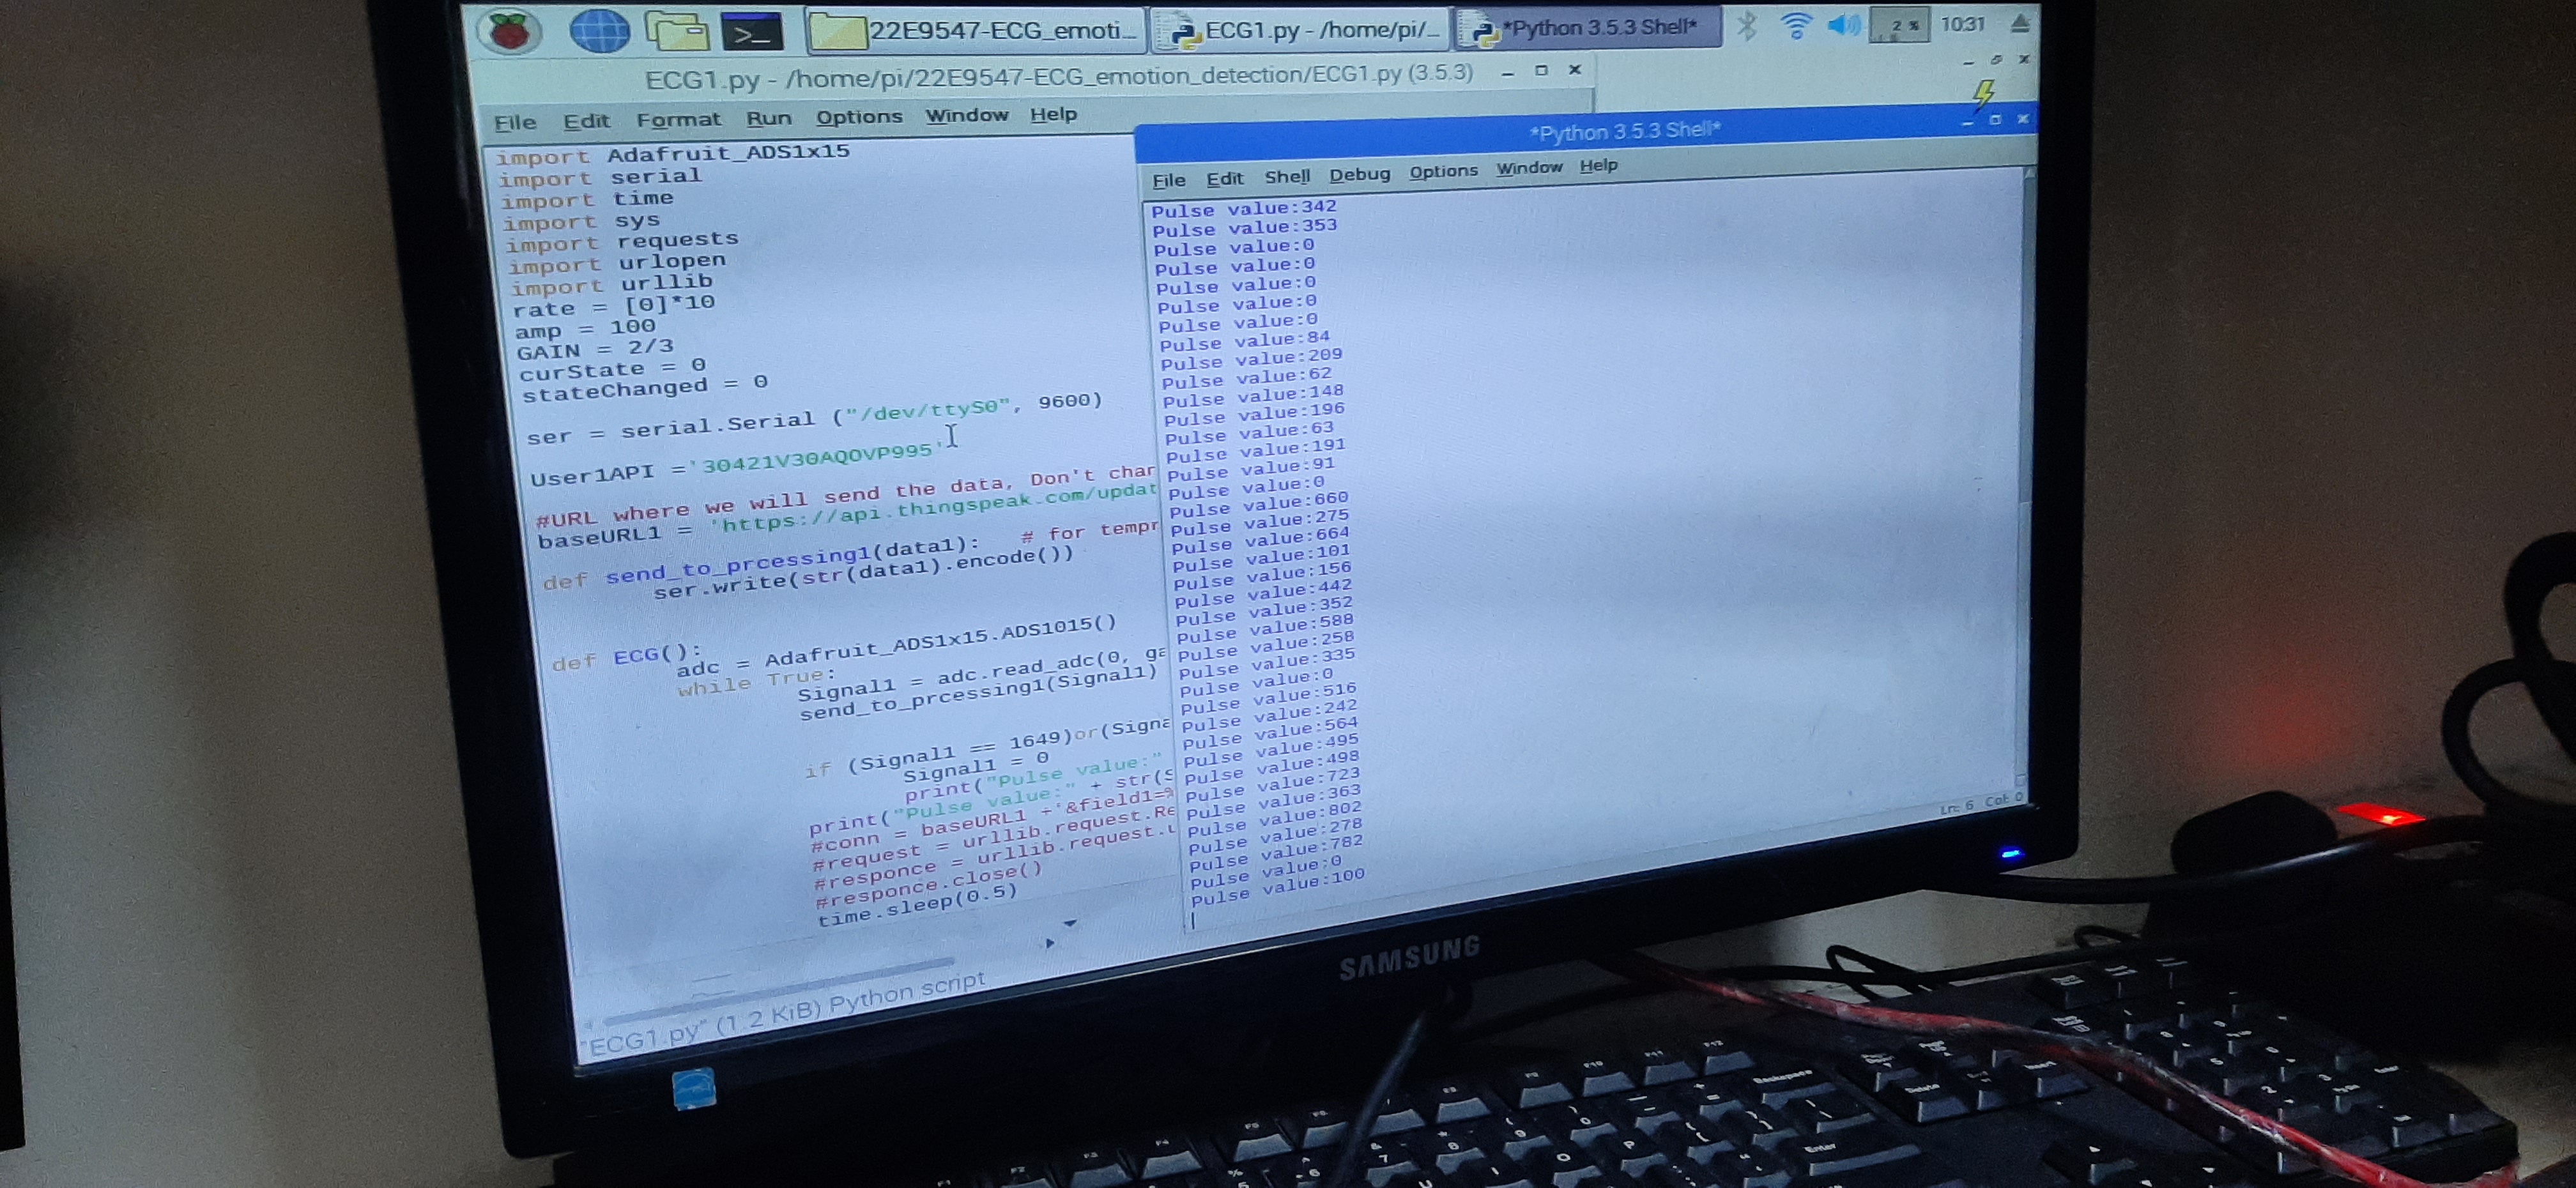 22E9547-ECG_emoti...
ECG1.py - /home/pi/...
*Python 3.5.3 Shell*
2 %
10:31
ECG1.py - /home/pi/22E9547-ECG_emotion_detection/ECG1.py (3.5.3)
File Edit Format Run Options Window Help
import Adafruit_ADS1x15
import serial
import time
import sys
import requests
import urlopen
import urllib
rate = [0]*10
amp = 100
GAIN = 2/3
curState = 0
stateChanged = 0
ser = serial.Serial ("/dev/ttyS0", 9600)
User1API ='30421V30AQOVP995'
#URL where we will send the data, Don't char
baseURL1 = 'https://api.thingspeak.com/updat
def send_to_prcessing1(data1): # for tempr
ser.write(str(data1).encode())
def ECG():
adc = Adafruit_ADS1x15.ADS1015()
while True:
Signal1 = adc.read_adc(0, ga
send_to_prcessing1(Signal1)
if (Signal1 == 1649)or(Signa
Signal1 = 0
print("Pulse value:"
print("Pulse value:" + str(S
#conn = baseURL1 +'&field1=%
#request = urllib.request.Re
#responce = urllib.request.u
#responce.close()
time.sleep(0.5)
"ECG1.py" (1.2 KiB) Python script
*Python 3.5.3 Shell*
File Edit Shell Debug Options Window Help
Pulse value:342
Pulse value:353
Pulse value:0
Pulse value:0
Pulse value:0
Pulse value:0
Pulse value:0
Pulse value:84
Pulse value:209
Pulse value:62
Pulse value:148
Pulse value:196
Pulse value:63
Pulse value:191
Pulse value:91
Pulse value:0
Pulse value:660
Pulse value:275
Pulse value:664
Pulse value:101
Pulse value:156
Pulse value:442
Pulse value:352
Pulse value:588
Pulse value:258
Pulse value:335
Pulse value:0
Pulse value:516
Pulse value:242
Pulse value:564
Pulse value:495
Pulse value:498
Pulse value:723
Pulse value:363
Pulse value:802
Pulse value:278
Pulse value:782
Pulse value:0
Pulse value:100
Ln: 6 Col: 0
SAMSUNG
Backspace
Enter
Delete